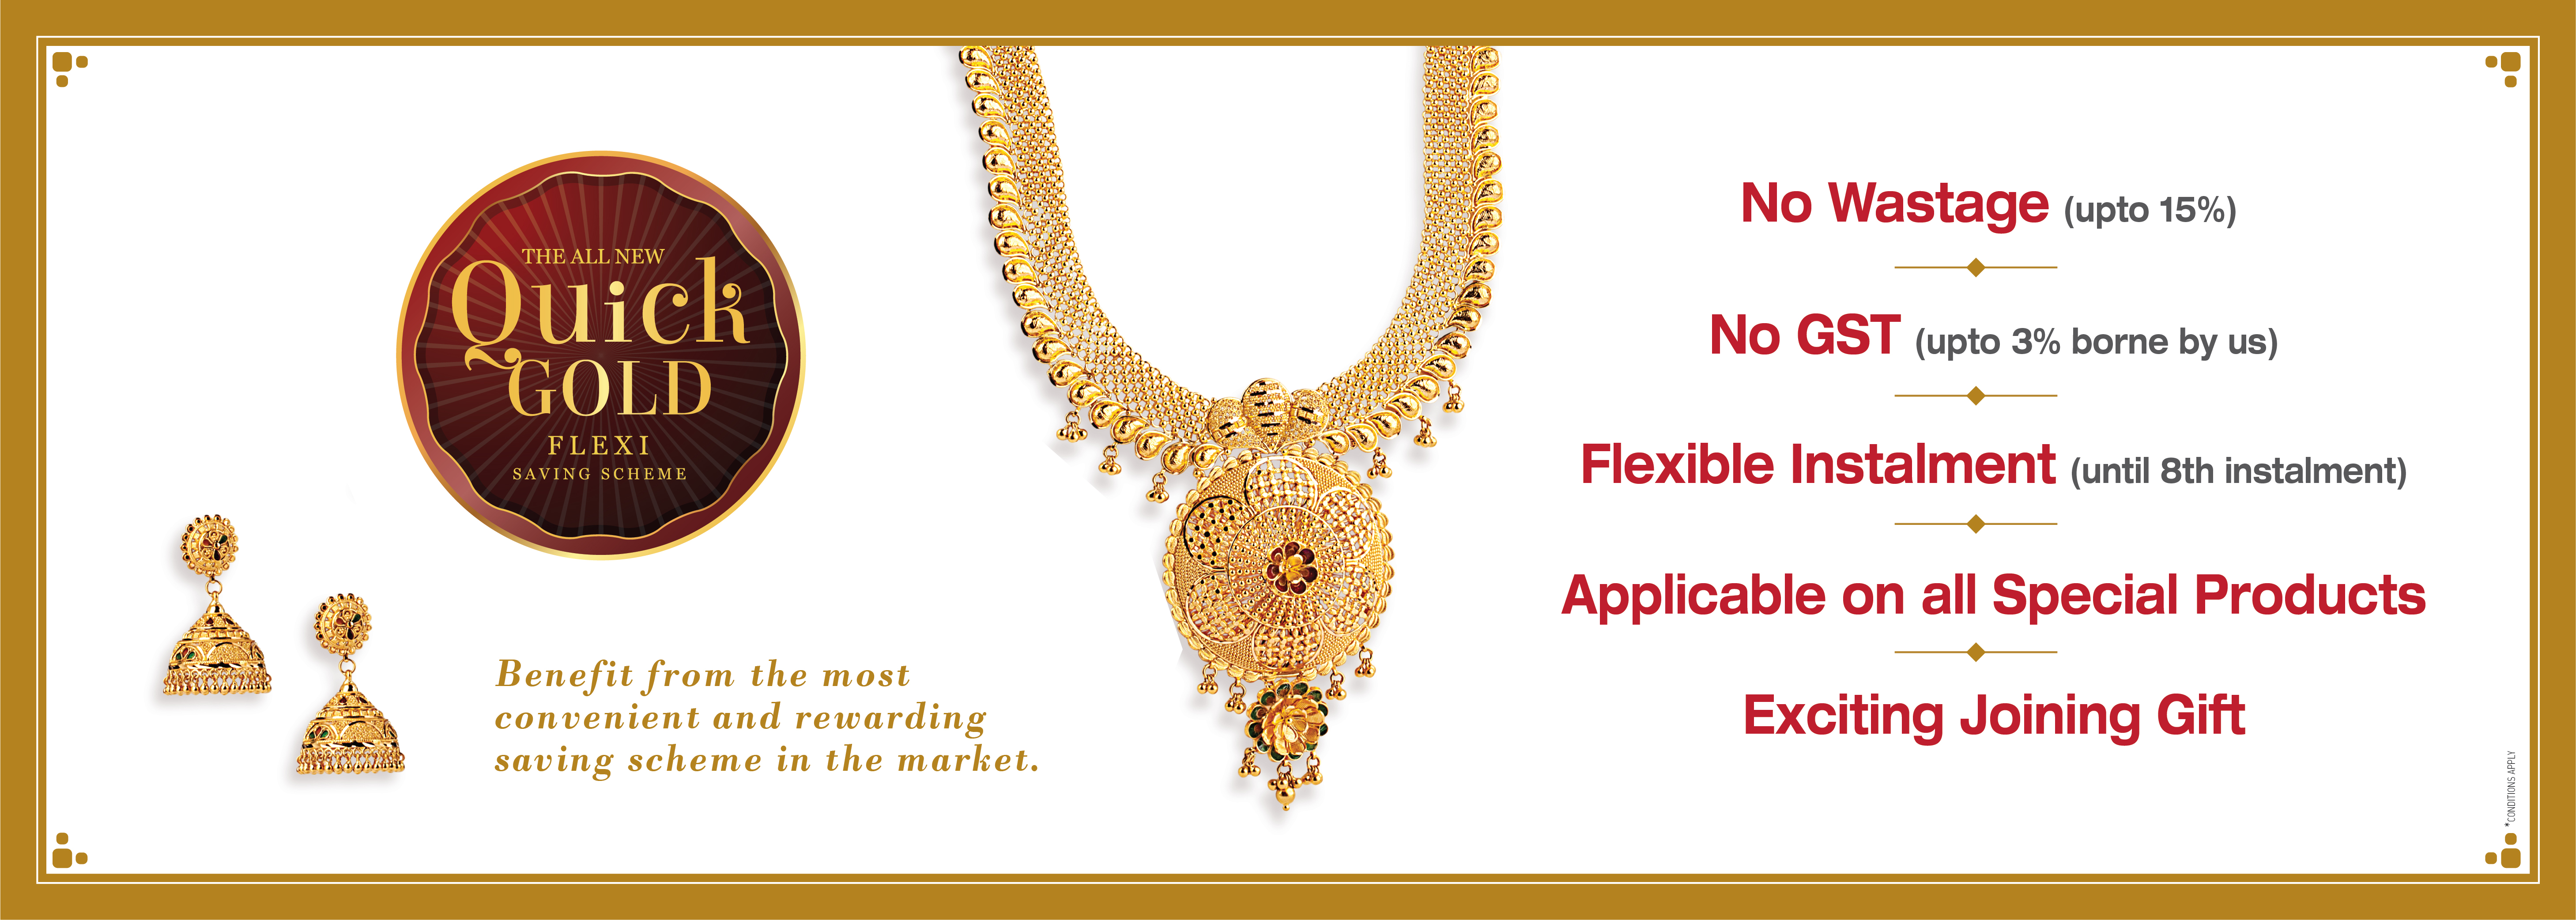 THE ALL NEW
Quick
GOLD
FLEXI
SAVING SCHEME
Benefit from the most
convenient and rewarding
saving scheme in the market.
No Wastage (upto 15%)
No GST (upto 3% borne by us)
Flexible Instalment (until 8th instalment)
Applicable on all Special Products
Exciting Joining Gift
*CONDITIONS APPLY